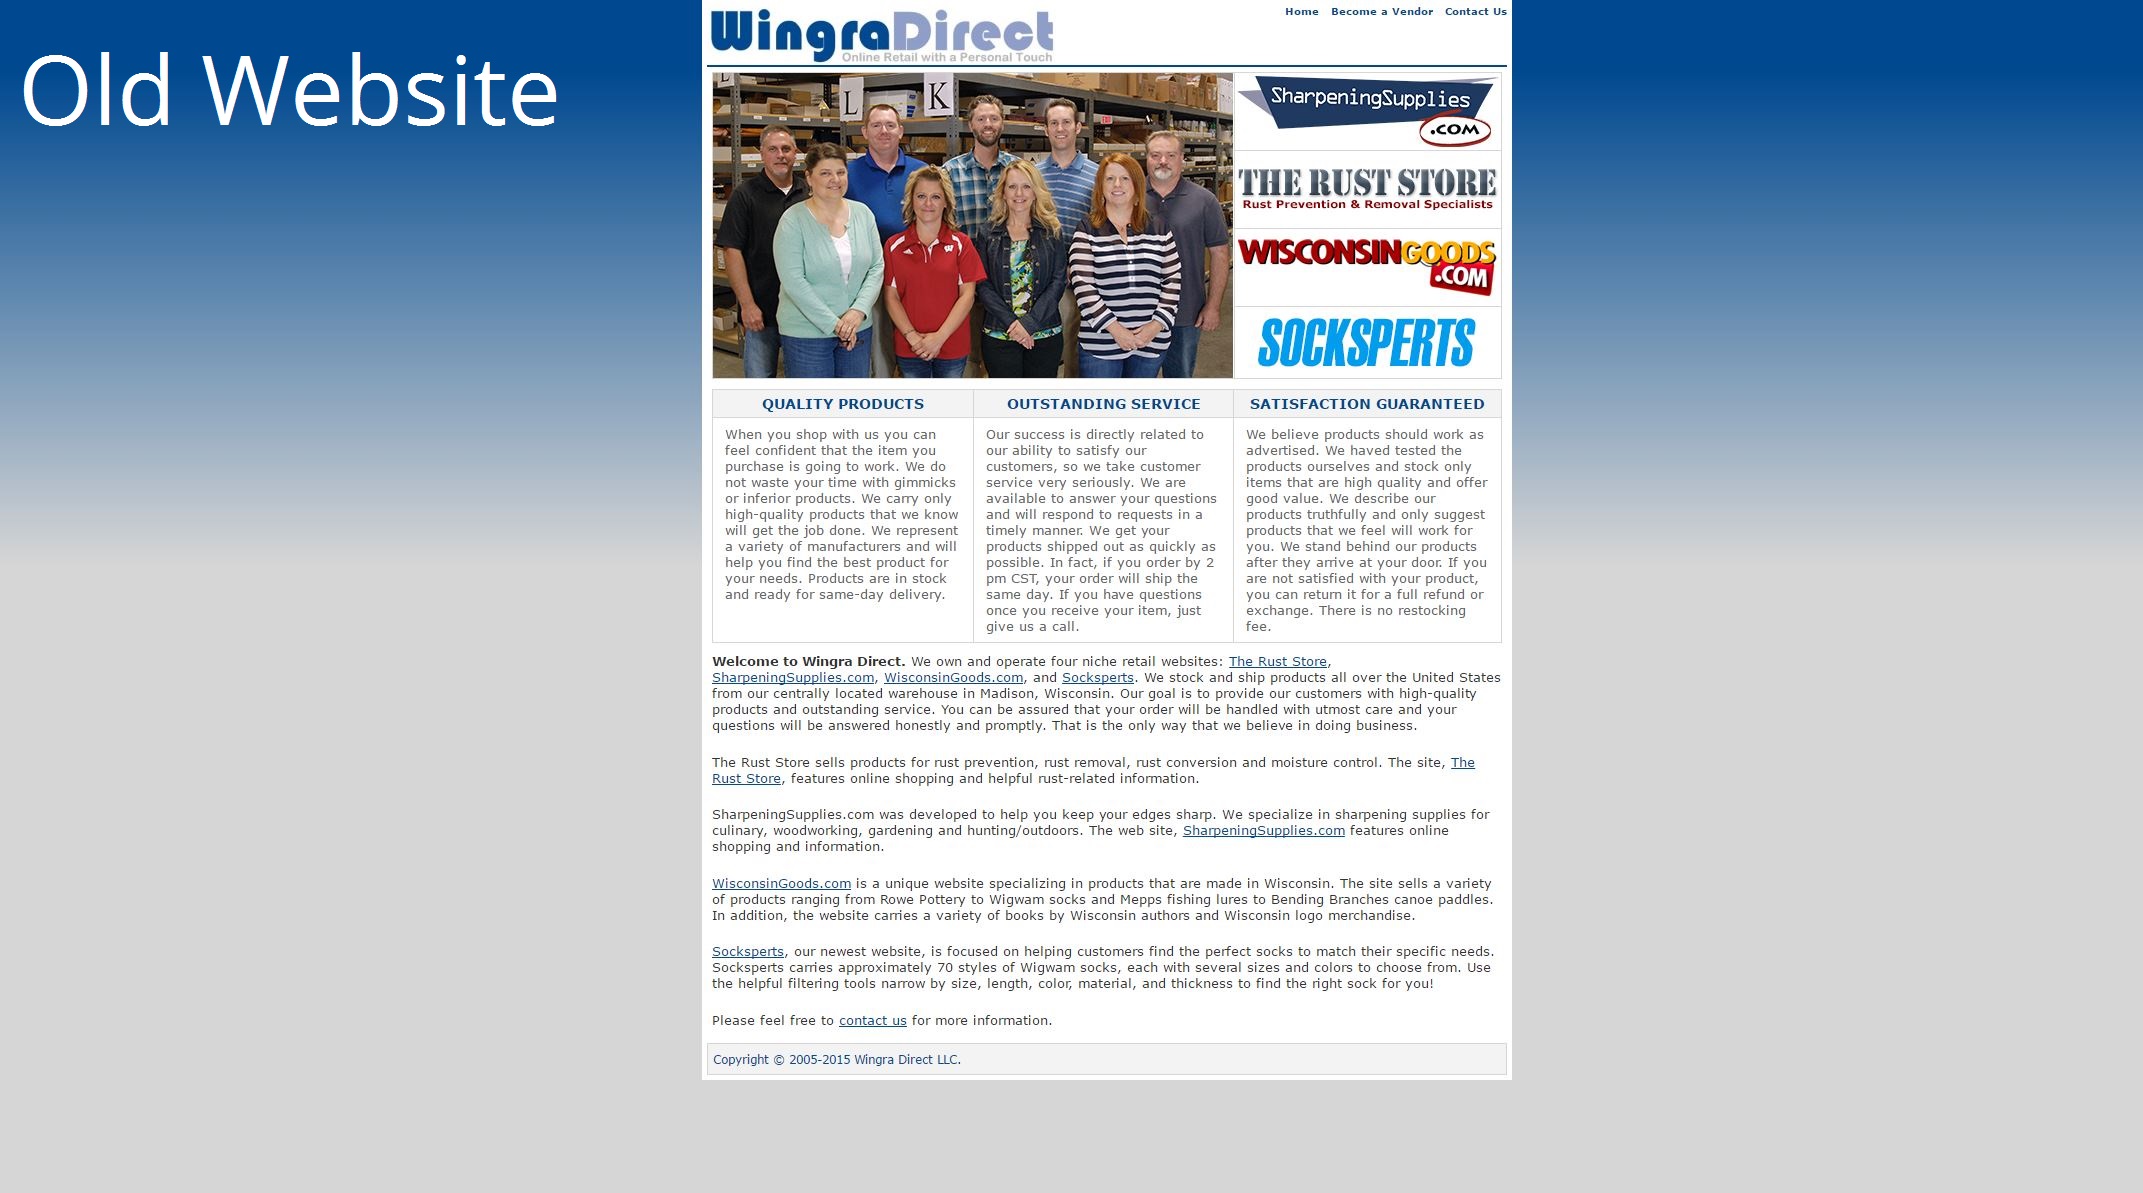 Old Website
WingraDirect
Online Retail with a Personal Touch
Home Become a Vendor Contact Us
L K
SharpeningSupplies
.COM
THE RUST STORE
Rust Prevention & Removal Specialists
WISCONSINGOODS
.COM
SOCKSPERTS
QUALITY PRODUCTS
When you shop with us you can
feel confident that the item you
purchase is going to work. We do
not waste your time with gimmicks
or inferior products. We carry only
high-quality products that we know
will get the job done. We represent
a variety of manufacturers and will
help you find the best product for
your needs. Products are in stock
and ready for same-day delivery.
OUTSTANDING SERVICE
Our success is directly related to
our ability to satisfy our
customers, so we take customer
service very seriously. We are
available to answer your questions
and will respond to requests in a
timely manner. We get your
products shipped out as quickly as
possible. In fact, if you order by 2
pm CST, your order will ship the
same day. If you have questions
once you receive your item, just
give us a call.
SATISFACTION GUARANTEED
We believe products should work as
advertised. We haved tested the
products ourselves and stock only
items that are high quality and offer
good value. We describe our
products truthfully and only suggest
products that we feel will work for
you. We stand behind our products
after they arrive at your door. If you
are not satisfied with your product,
you can return it for a full refund or
exchange. There is no restocking
fee.
Welcome to Wingra Direct. We own and operate four niche retail websites: The Rust Store,
SharpeningSupplies.com, WisconsinGoods.com, and Socksperts. We stock and ship products all over the United States
from our centrally located warehouse in Madison, Wisconsin. Our goal is to provide our customers with high-quality
products and outstanding service. You can be assured that your order will be handled with utmost care and your
questions will be answered honestly and promptly. That is the only way that we believe in doing business.
The Rust Store sells products for rust prevention, rust removal, rust conversion and moisture control. The site, The
Rust Store, features online shopping and helpful rust-related information.
SharpeningSupplies.com was developed to help you keep your edges sharp. We specialize in sharpening supplies for
culinary, woodworking, gardening and hunting/outdoors. The web site, SharpeningSupplies.com features online
shopping and information.
WisconsinGoods.com is a unique website specializing in products that are made in Wisconsin. The site sells a variety
of products ranging from Rowe Pottery to Wigwam socks and Mepps fishing lures to Bending Branches canoe paddles.
In addition, the website carries a variety of books by Wisconsin authors and Wisconsin logo merchandise.
Socksperts, our newest website, is focused on helping customers find the perfect socks to match their specific needs.
Socksperts carries approximately 70 styles of Wigwam socks, each with several sizes and colors to choose from. Use
the helpful filtering tools narrow by size, length, color, material, and thickness to find the right sock for you!
Please feel free to contact us for more information.
Copyright © 2005-2015 Wingra Direct LLC.